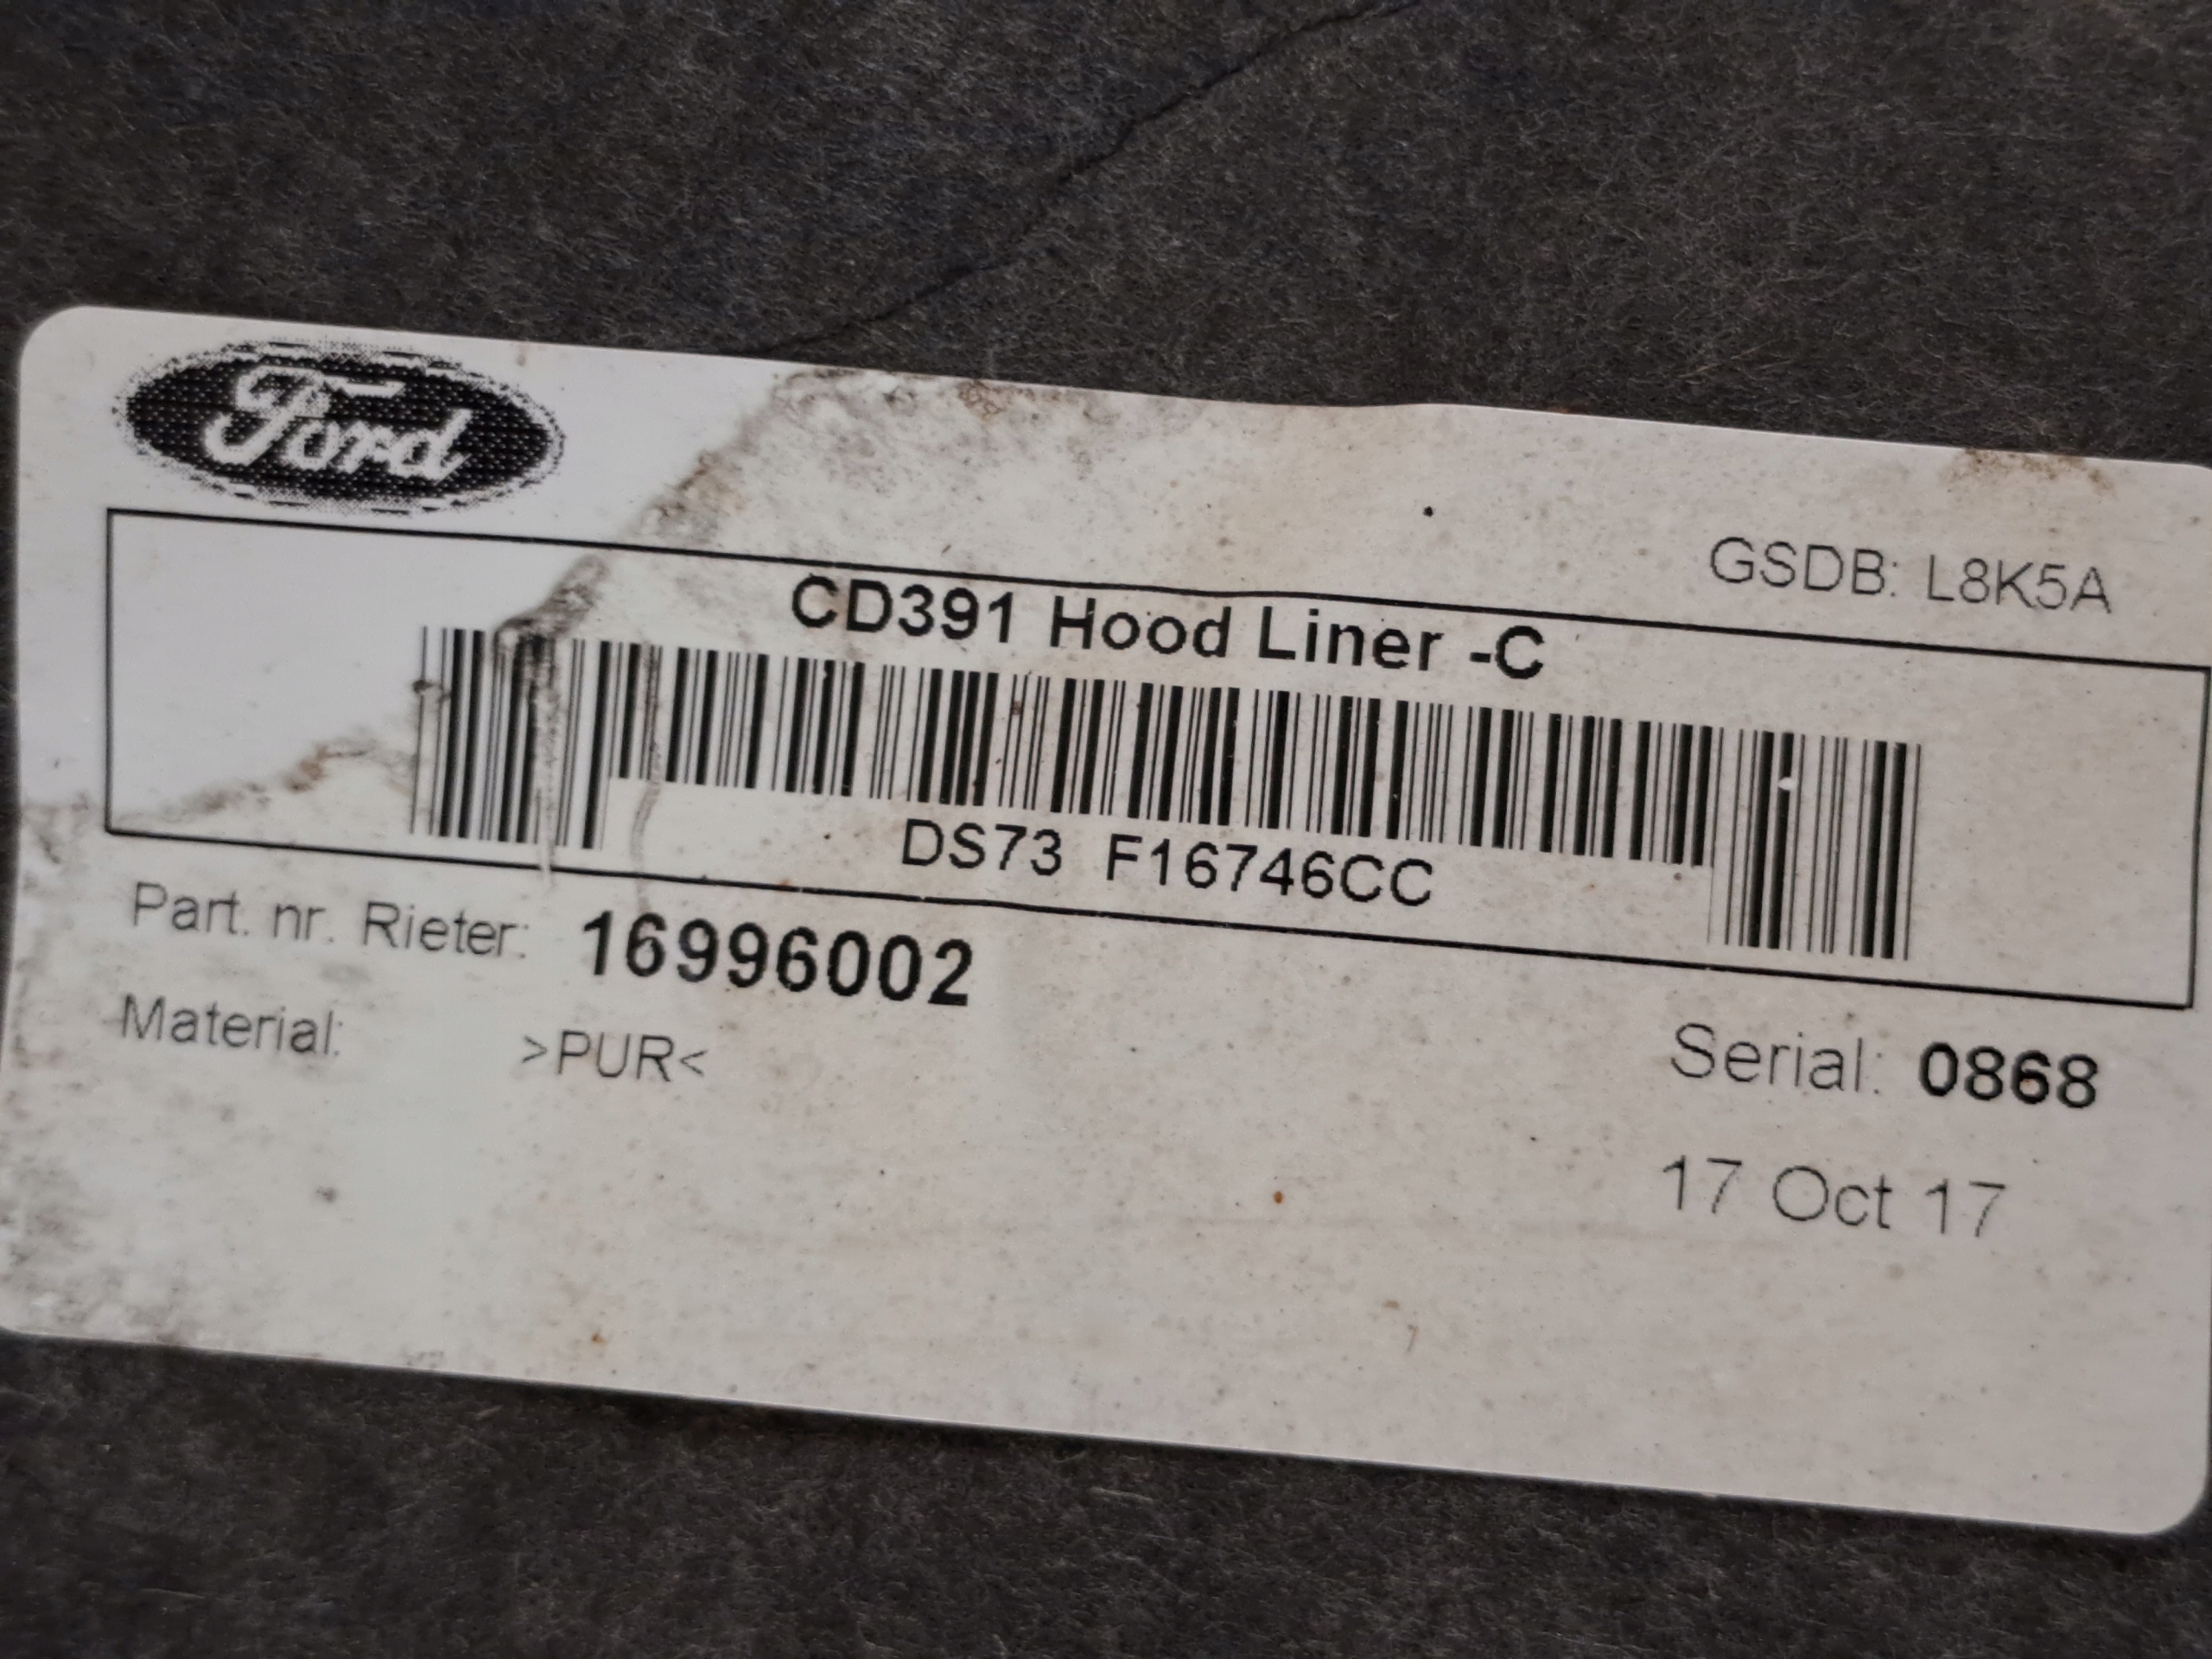 Ford
GSDB: L8K5A
CD391 Hood Liner -C
DS73 F16746CC
Part. nr. Rieter: 16996002
Material: >PUR<
Serial: 0868
17 Oct 17